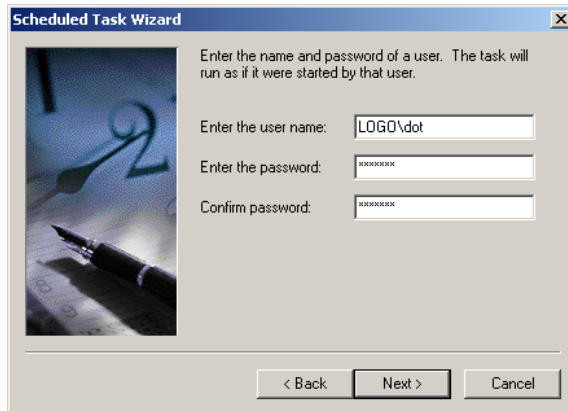 Scheduled Task Wizard
Enter the name and password of a user. The task will
run as if it were started by that user.
Enter the user name: LOGO\dot
Enter the password: *******
Confirm password: *******
< Back Next > Cancel